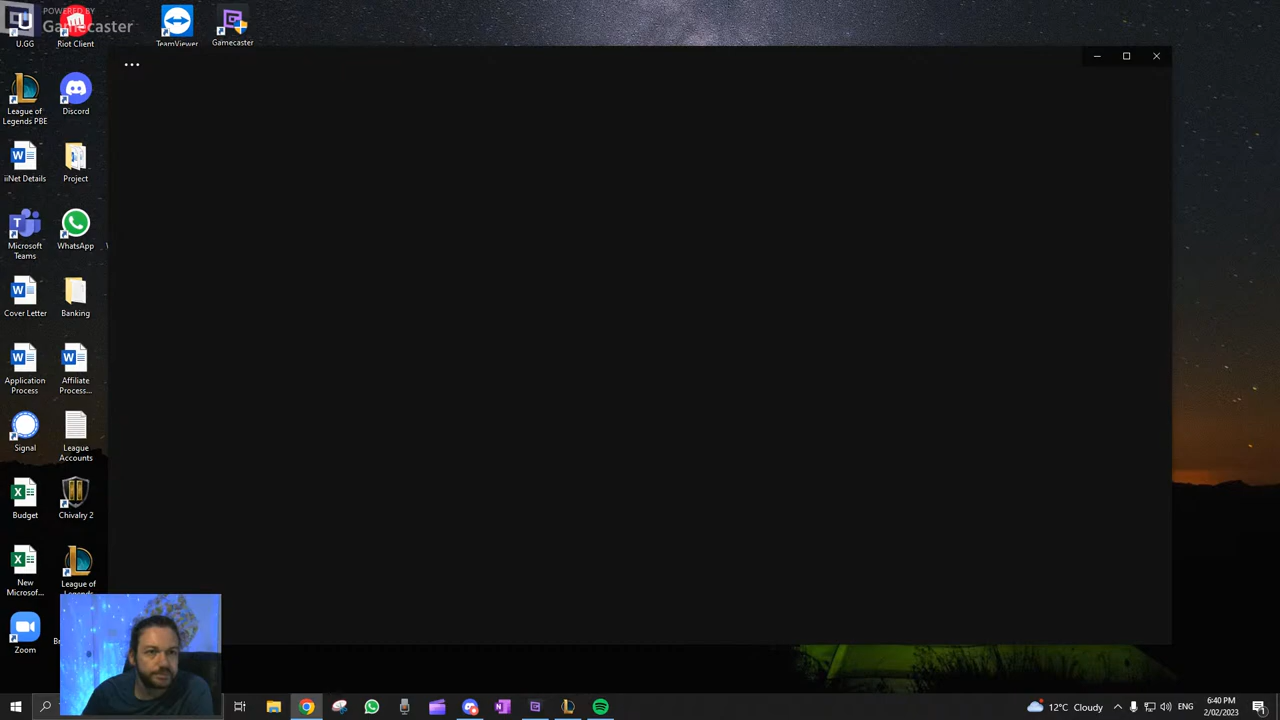 POWERED BY
Gamecaster
U.GG
Riot Client
TeamViewer
Gamecaster
League of
Legends PBE
Discord
iiNet Details
Project
Microsoft
Teams
WhatsApp
Cover Letter
Banking
Application
Process
Affiliate
Process...
Signal
League
Accounts
Budget
Chivalry 2
New
Microsof...
League of
Legends
Zoom
12°C Cloudy
ENG
6:40 PM
2/02/2023